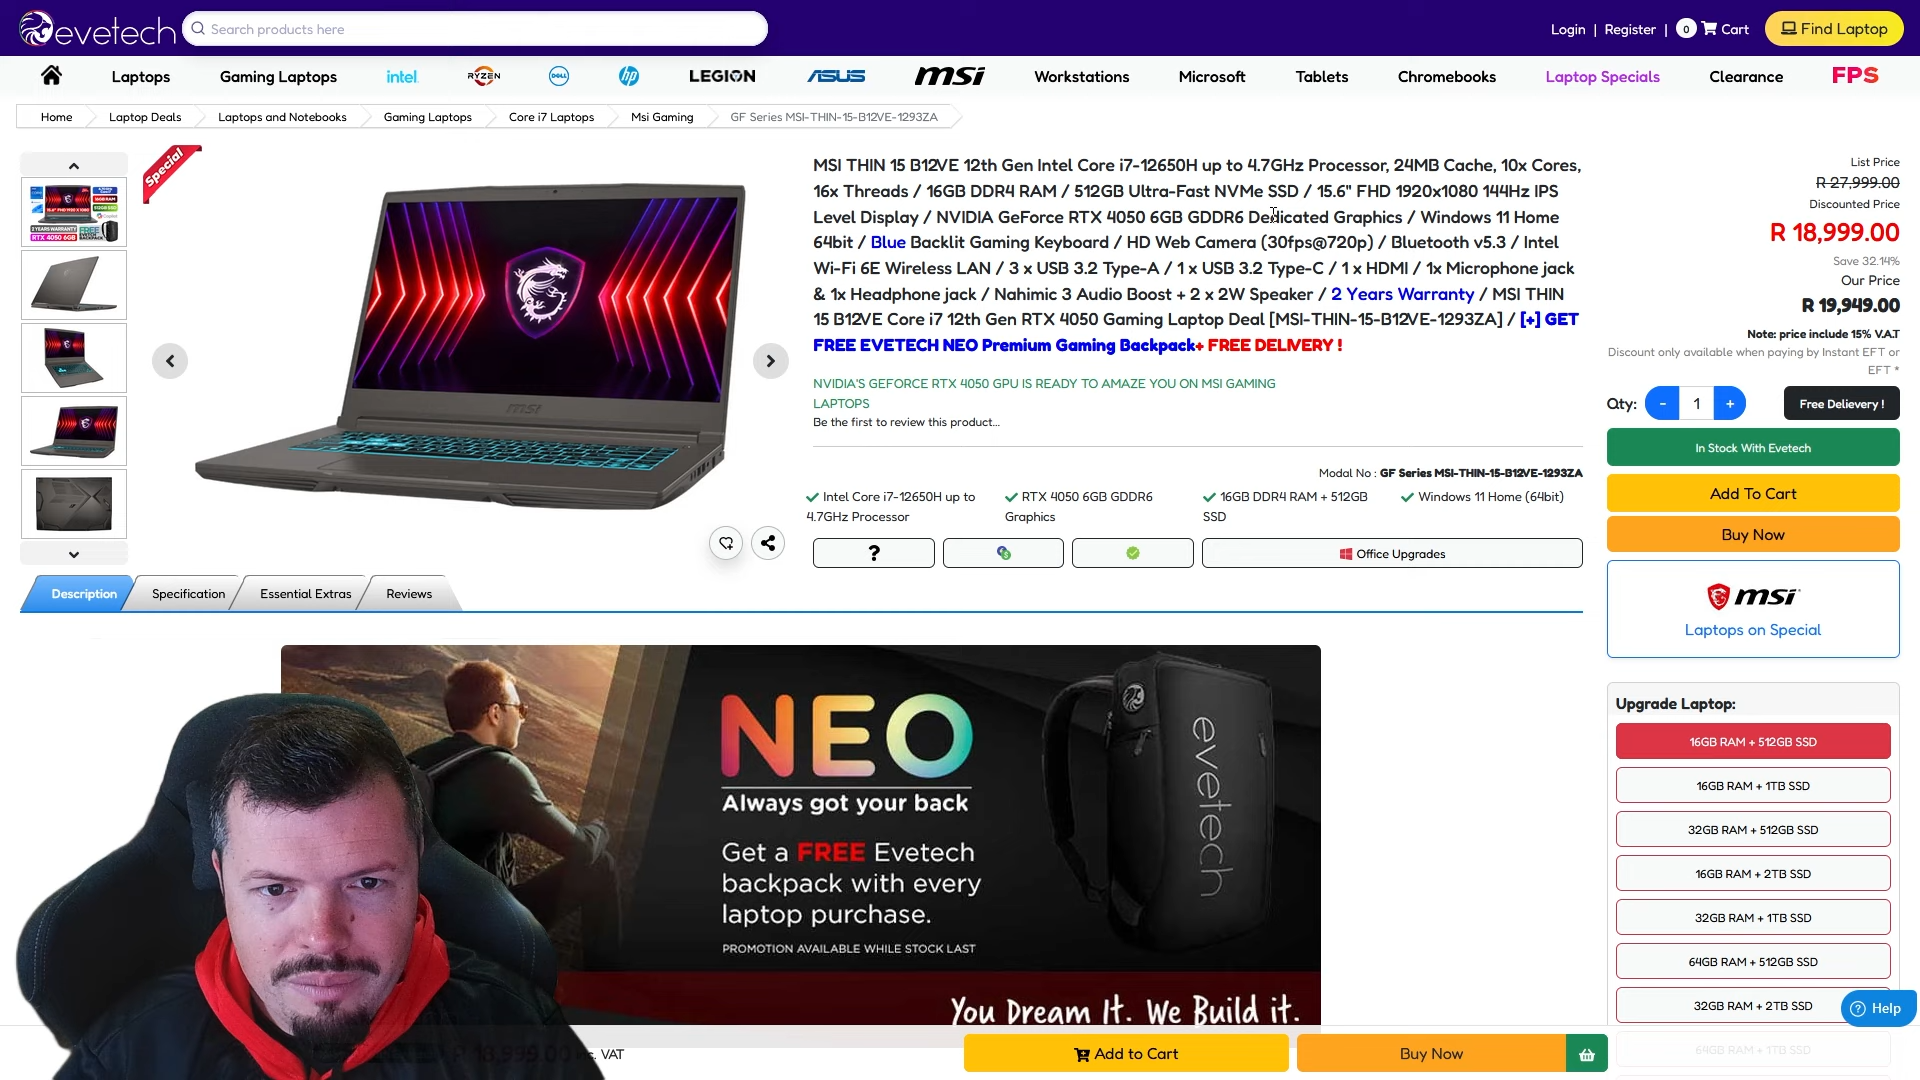 evetech
Search products here
Login | Register | 0 Cart
Find Laptop
Laptops
Gaming Laptops
intel
RYZEN
DELL
hp
LEGION
ASUS
msi
Workstations
Microsoft
Tablets
Chromebooks
Laptop Specials
Clearance
FPS
Home
Laptop Deals
Laptops and Notebooks
Gaming Laptops
Core i7 Laptops
Msi Gaming
GF Series MSI-THIN-15-B12VE-1293ZA
Special
RTX 4050 6GB
msi
MSI THIN 15 B12VE 12th Gen Intel Core i7-12650H up to 4.7GHz Processor, 24MB Cache, 10x Cores,
16x Threads / 16GB DDR4 RAM / 512GB Ultra-Fast NVMe SSD / 15.6" FHD 1920x1080 144Hz IPS
Level Display / NVIDIA GeForce RTX 4050 6GB GDDR6 Dedicated Graphics / Windows 11 Home
64bit / Blue Backlit Gaming Keyboard / HD Web Camera (30fps@720p) / Bluetooth v5.3 / Intel
Wi-Fi 6E Wireless LAN / 3 x USB 3.2 Type-A / 1 x USB 3.2 Type-C / 1 x HDMI / 1x Microphone jack
& 1x Headphone jack / Nahimic 3 Audio Boost + 2 x 2W Speaker / 2 Years Warranty / MSI THIN
15 B12VE Core i7 12th Gen RTX 4050 Gaming Laptop Deal [MSI-THIN-15-B12VE-1293ZA] / [+] GET
FREE EVETECH NEO Premium Gaming Backpack+ FREE DELIVERY !
NVIDIA'S GEFORCE RTX 4050 GPU IS READY TO AMAZE YOU ON MSI GAMING
LAPTOPS
Be the first to review this product...
Modal No : GF Series MSI-THIN-15-B12VE-1293ZA
Intel Core i7-12650H up to
4.7GHz Processor
RTX 4050 6GB GDDR6
Graphics
16GB DDR4 RAM + 512GB
SSD
Windows 11 Home (64bit)
?
Office Upgrades
List Price
R 27,999.00
Discounted Price
R 18,999.00
Save 32.14%
Our Price
R 19,949.00
Note: price include 15% V.A.T
Discount only available when paying by Instant EFT or
EFT *
Qty: - 1 +
Free Delievery !
In Stock With Evetech
Add To Cart
Buy Now
msi
Laptops on Special
Upgrade Laptop:
16GB RAM + 512GB SSD
16GB RAM + 1TB SSD
32GB RAM + 512GB SSD
16GB RAM + 2TB SSD
32GB RAM + 1TB SSD
64GB RAM + 512GB SSD
32GB RAM + 2TB SSD
64GB RAM + 1TB SSD
Help
Description
Specification
Essential Extras
Reviews
NEO
Always got your back
Get a FREE Evetech
backpack with every
laptop purchase.
PROMOTION AVAILABLE WHILE STOCK LAST
evetech
You Dream It. We Build it.
R 18,999.00 c. VAT
Add to Cart
Buy Now